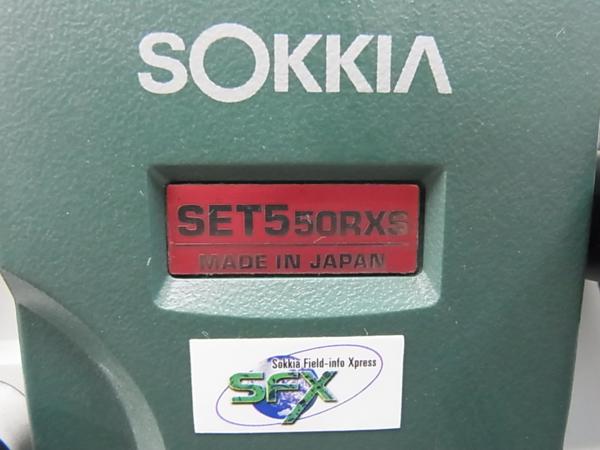 SOKKIA
SET550RXS
MADE IN JAPAN
Sokkia Field-info Xpress
SFX